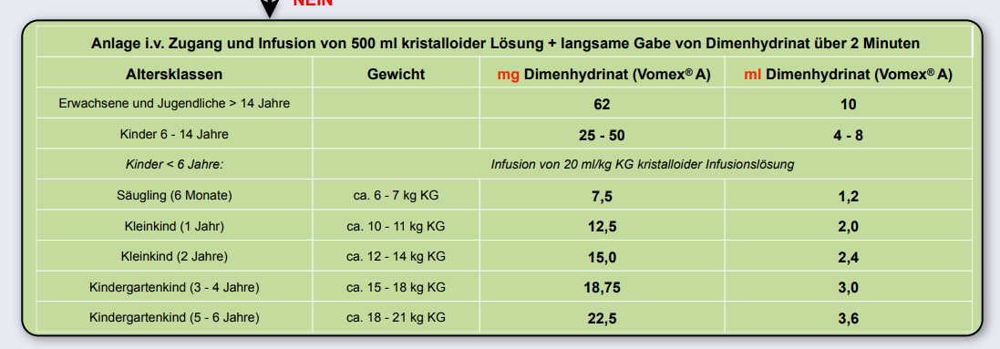 NEIN
Anlage i.v. Zugang und Infusion von 500 ml kristalloider Lösung + langsame Gabe von Dimenhydrinat über 2 Minuten
Altersklassen Gewicht mg Dimenhydrinat (Vomex® A) ml Dimenhydrinat (Vomex® A)
Erwachsene und Jugendliche > 14 Jahre 62 10
Kinder 6 - 14 Jahre 25 - 50 4 - 8
Kinder < 6 Jahre: Infusion von 20 ml/kg KG kristalloider Infusionslösung
Säugling (6 Monate) ca. 6 - 7 kg KG 7,5 1,2
Kleinkind (1 Jahr) ca. 10 - 11 kg KG 12,5 2,0
Kleinkind (2 Jahre) ca. 12 - 14 kg KG 15,0 2,4
Kindergartenkind (3 - 4 Jahre) ca. 15 - 18 kg KG 18,75 3,0
Kindergartenkind (5 - 6 Jahre) ca. 18 - 21 kg KG 22,5 3,6